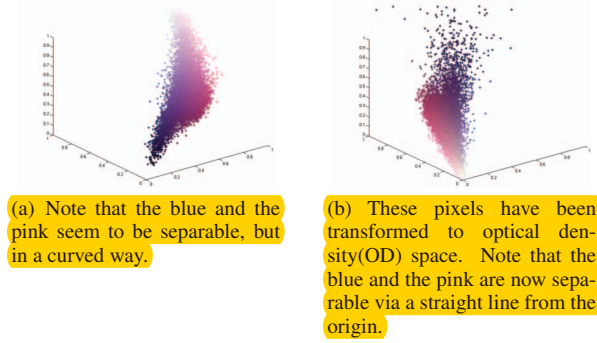 (a) Note that the blue and the
pink seem to be separable, but
in a curved way.
(b) These pixels have been
transformed to optical den-
sity(OD) space. Note that the
blue and the pink are now sepa-
rable via a straight line from the
origin.